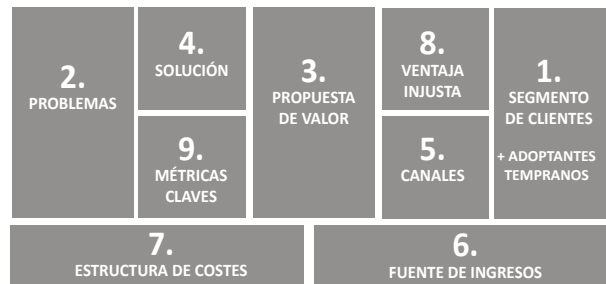 2.
PROBLEMAS
4.
SOLUCIÓN
9.
MÉTRICAS
CLAVES
3.
PROPUESTA
DE VALOR
8.
VENTAJA
INJUSTA
5.
CANALES
1.
SEGMENTO
DE CLIENTES
+ ADOPTANTES
TEMPRANOS
7.
ESTRUCTURA DE COSTES
6.
FUENTE DE INGRESOS